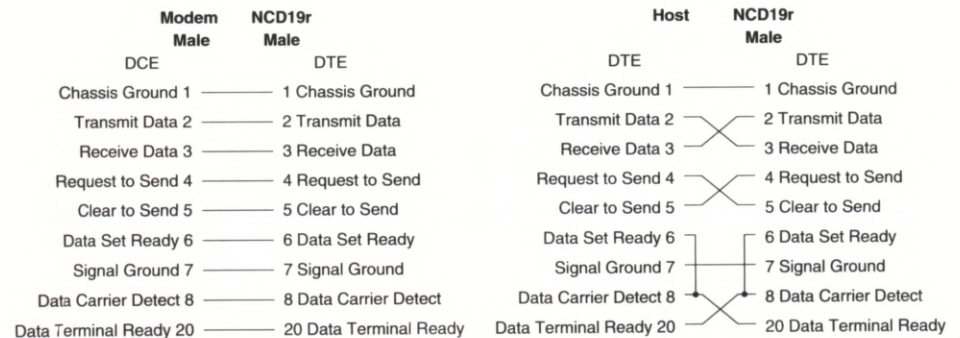 Modem NCD19r
Male Male
DCE DTE
Chassis Ground 1 1 Chassis Ground
Transmit Data 2 2 Transmit Data
Receive Data 3 3 Receive Data
Request to Send 4 4 Request to Send
Clear to Send 5 5 Clear to Send
Data Set Ready 6 6 Data Set Ready
Signal Ground 7 7 Signal Ground
Data Carrier Detect 8 8 Data Carrier Detect
Data Terminal Ready 20 20 Data Terminal Ready
Host NCD19r
Male
DTE DTE
Chassis Ground 1 1 Chassis Ground
Transmit Data 2 2 Transmit Data
Receive Data 3 3 Receive Data
Request to Send 4 4 Request to Send
Clear to Send 5 5 Clear to Send
Data Set Ready 6 6 Data Set Ready
Signal Ground 7 7 Signal Ground
Data Carrier Detect 8 8 Data Carrier Detect
Data Terminal Ready 20 20 Data Terminal Ready